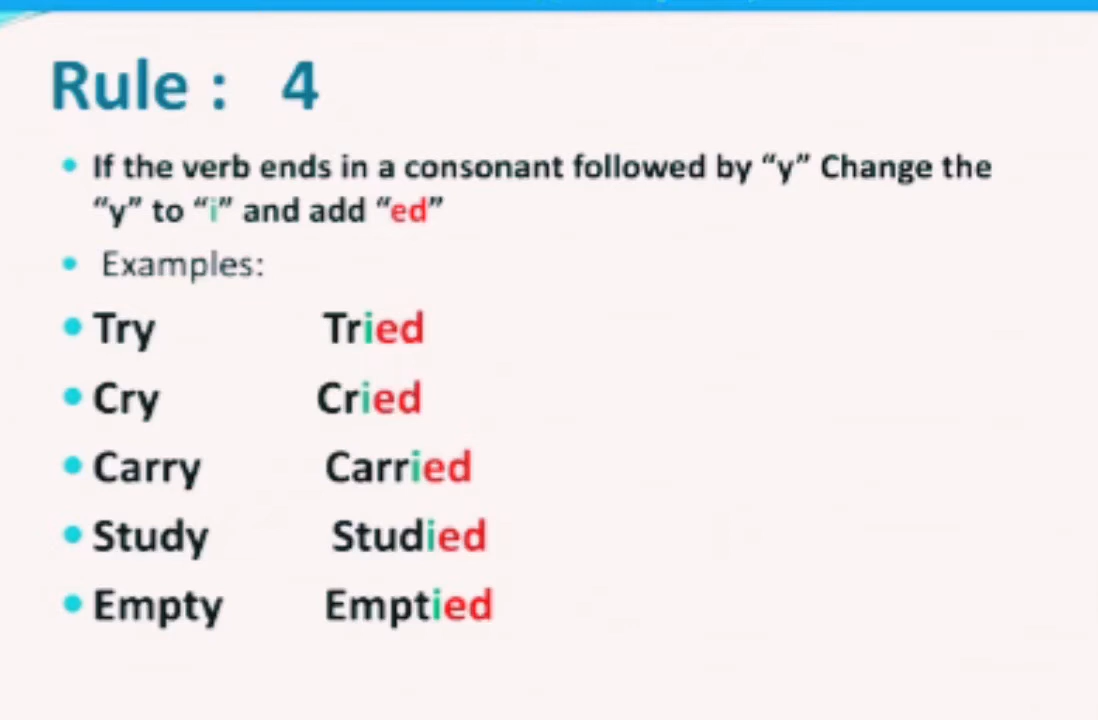 Rule : 4
If the verb ends in a consonant followed by “y” Change the
“y” to “i” and add “ed”
Examples:
Try Tried
Cry Cried
Carry Carried
Study Studied
Empty Emptied